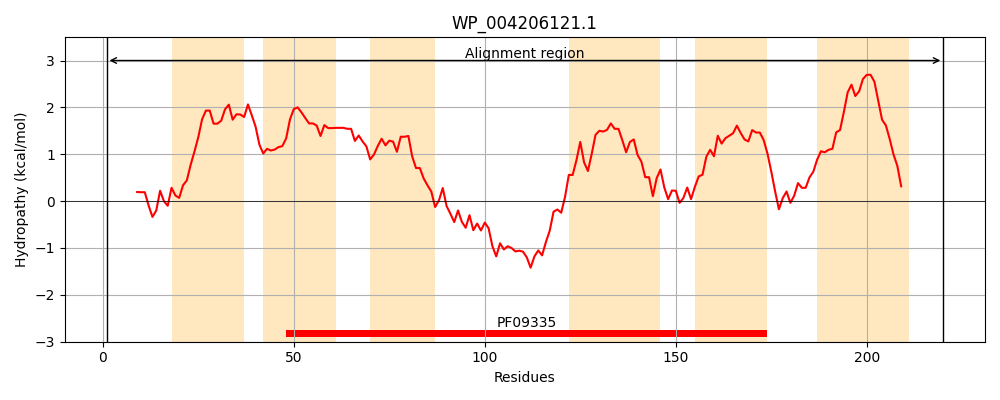 WP_004206121.1
Alignment region
3
2
1
0
−1
−2
−3
Hydropathy (kcal/mol)
PF09335
0
50
100
150
200
Residues